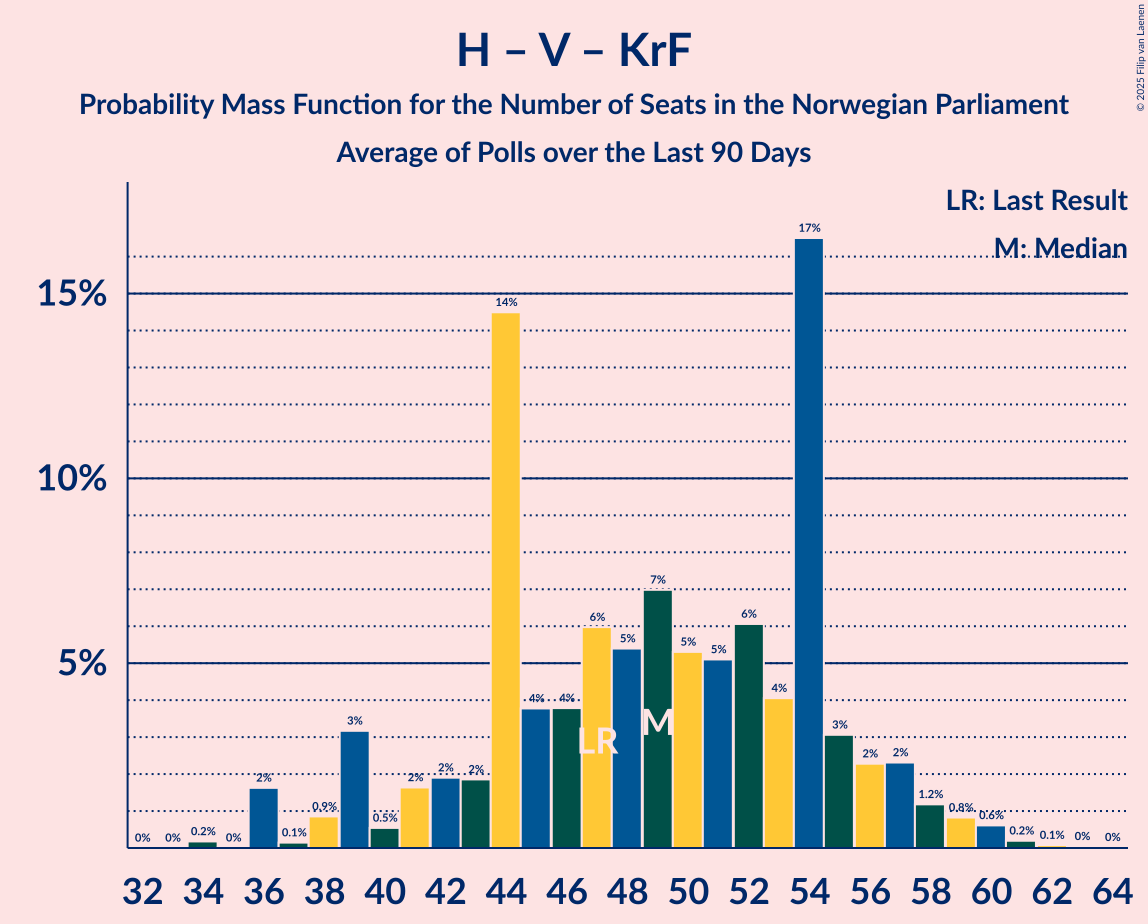 H – V – KrF
Probability Mass Function for the Number of Seats in the Norwegian Parliament
Average of Polls over the Last 90 Days
© 2025 Filip van Laenen
LR: Last Result
M: Median
15%
10%
5%
0% 0% 0.2% 0% 2% 0.1% 0.9% 3% 0.5% 2% 2% 2% 14% 4% 4% 6% 5% 7% 5% 5% 6% 4% 17% 3% 2% 2% 1.2% 0.8% 0.6% 0.2% 0.1% 0% 0%
LR M
32 34 36 38 40 42 44 46 48 50 52 54 56 58 60 62 64